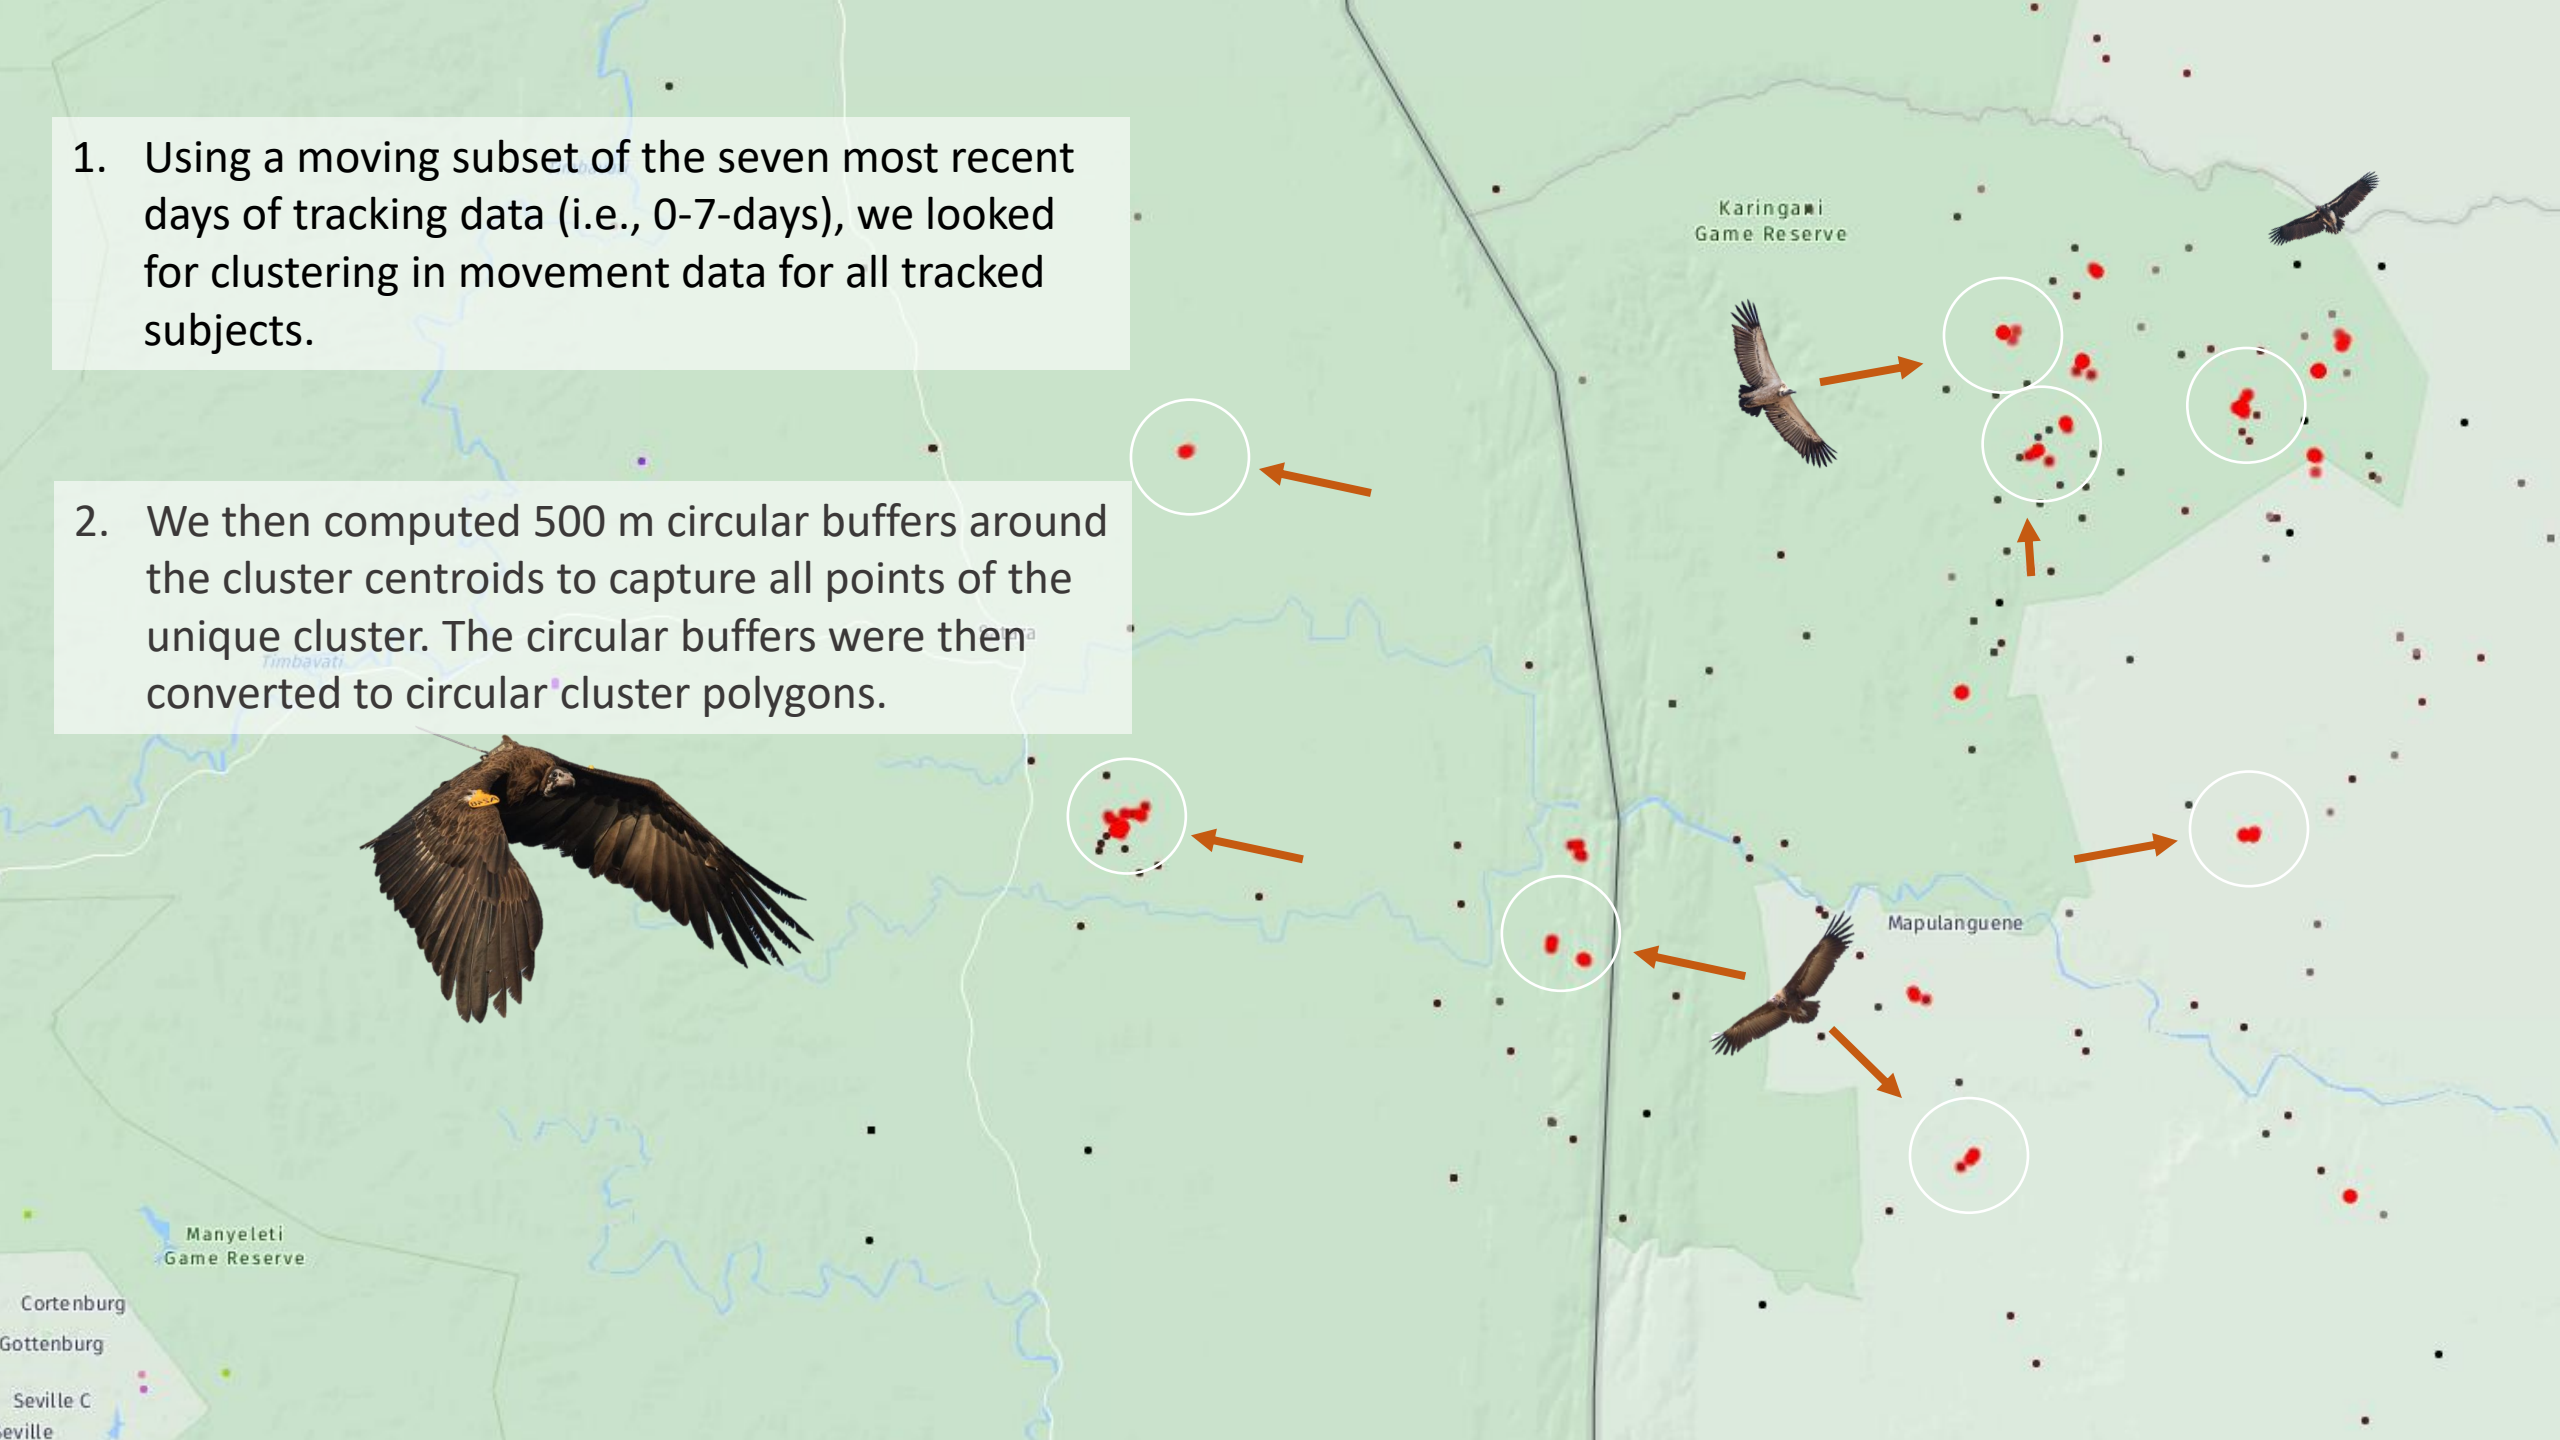 1. Using a moving subset of the seven most recent
days of tracking data (i.e., 0-7-days), we looked
for clustering in movement data for all tracked
subjects.
Karingani
Game Reserve
2. We then computed 500 m circular buffers around
the cluster centroids to capture all points of the
unique cluster. The circular buffers were then
converted to circular cluster polygons.
Satara
Timbavati
Mapulanguene
Manyeleti
Game Reserve
Cortenburg
Gottenburg
Seville C
eville